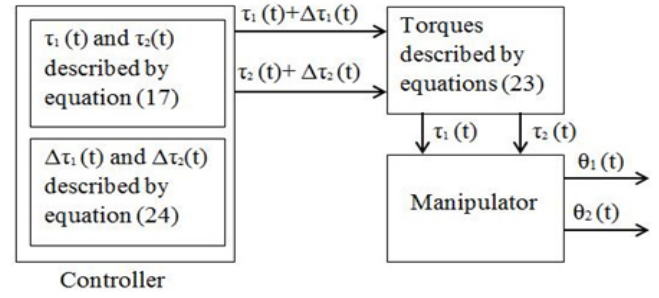 τ₁(t) and τ₂(t)
described by
equation (17)
Δτ₁(t) and Δτ₂(t)
described by
equation (24)
Controller
τ₁(t)+Δτ₁(t)
τ₂(t)+ Δτ₂(t)
Torques
described by
equations (23)
τ₁(t)
τ₂(t)
Manipulator
θ₁(t)
θ₂(t)